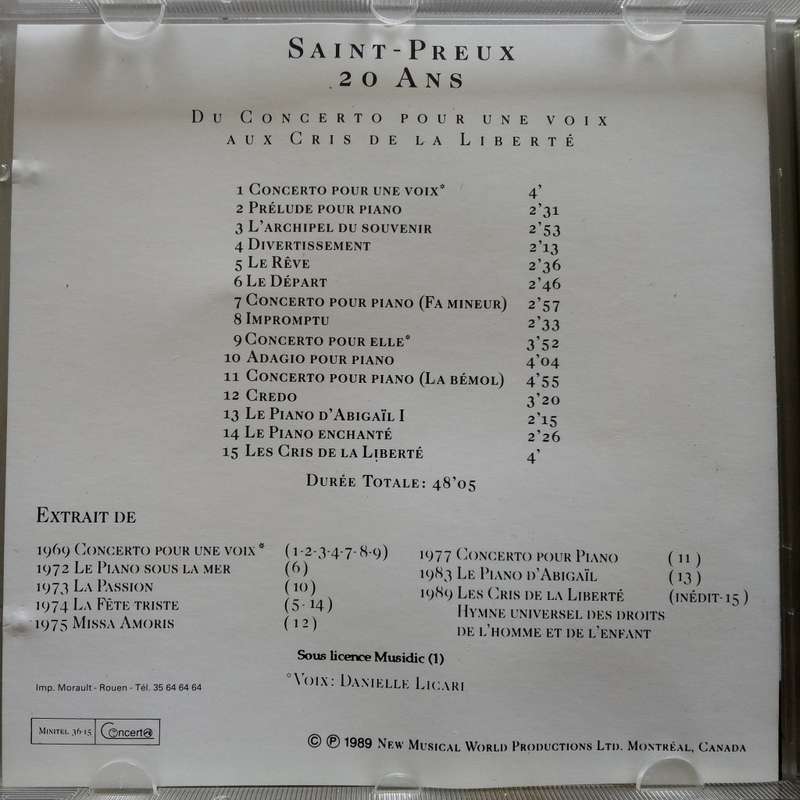 Saint-Preux
20 Ans
Du Concerto pour une voix
aux Cris de la Liberté
1 Concerto pour une voix* 4'
2 Prélude pour piano 2'31
3 L'archipel du souvenir 2'53
4 Divertissement 2'13
5 Le Rêve 2'36
6 Le Départ 2'46
7 Concerto pour piano (Fa mineur) 2'57
8 Impromptu 2'33
9 Concerto pour elle* 3'52
10 Adagio pour piano 4'04
11 Concerto pour piano (La bémol) 4'55
12 Credo 3'20
13 Le Piano d'Abigaïl I 2'15
14 Le Piano enchanté 2'26
15 Les Cris de la Liberté 4'
Durée Totale: 48'05
Extrait de
1969 Concerto pour une voix* (1-2-3-4-7-8-9)
1972 Le Piano sous la mer (6)
1973 La Passion (10)
1974 La Fête triste (5-14)
1975 Missa Amoris (12)
1977 Concerto pour Piano (11)
1983 Le Piano d'Abigaïl (13)
1989 Les Cris de la Liberté (inédit-15)
Hymne universel des droits
de l'homme et de l'enfant
Sous licence Musidic (1)
*Voix: Danielle Licari
Imp. Morault - Rouen - Tél. 35 64 64 64
Minitel 36-15 Concert@
© ℗ 1989 New Musical World Productions Ltd. Montréal, Canada